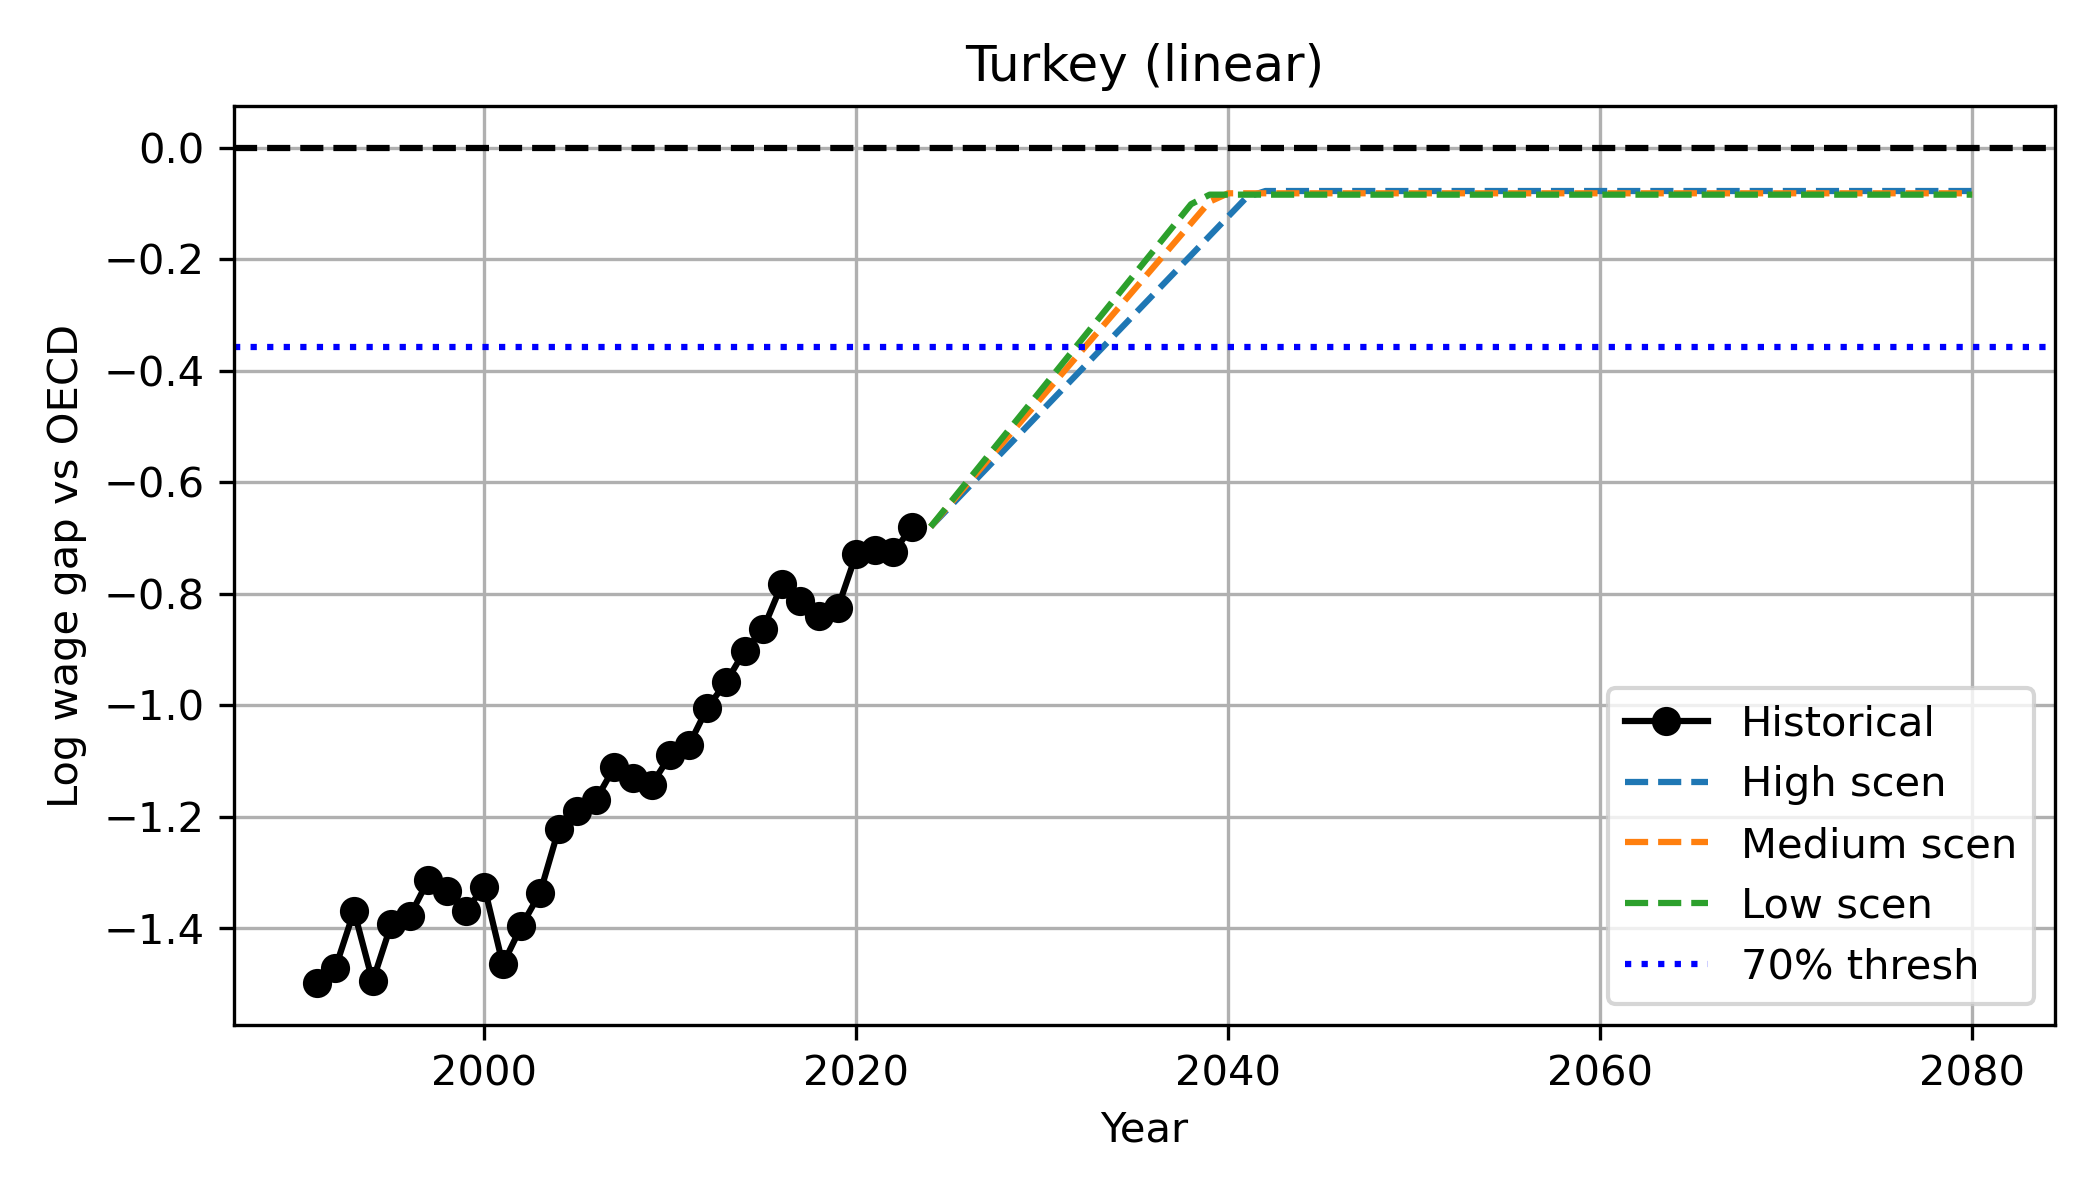 Turkey (linear)
Log wage gap vs OECD
0.0
−0.2
−0.4
−0.6
−0.8
−1.0
−1.2
−1.4
Historical
High scen
Medium scen
Low scen
70% thresh
2000 2020 2040 2060 2080
Year